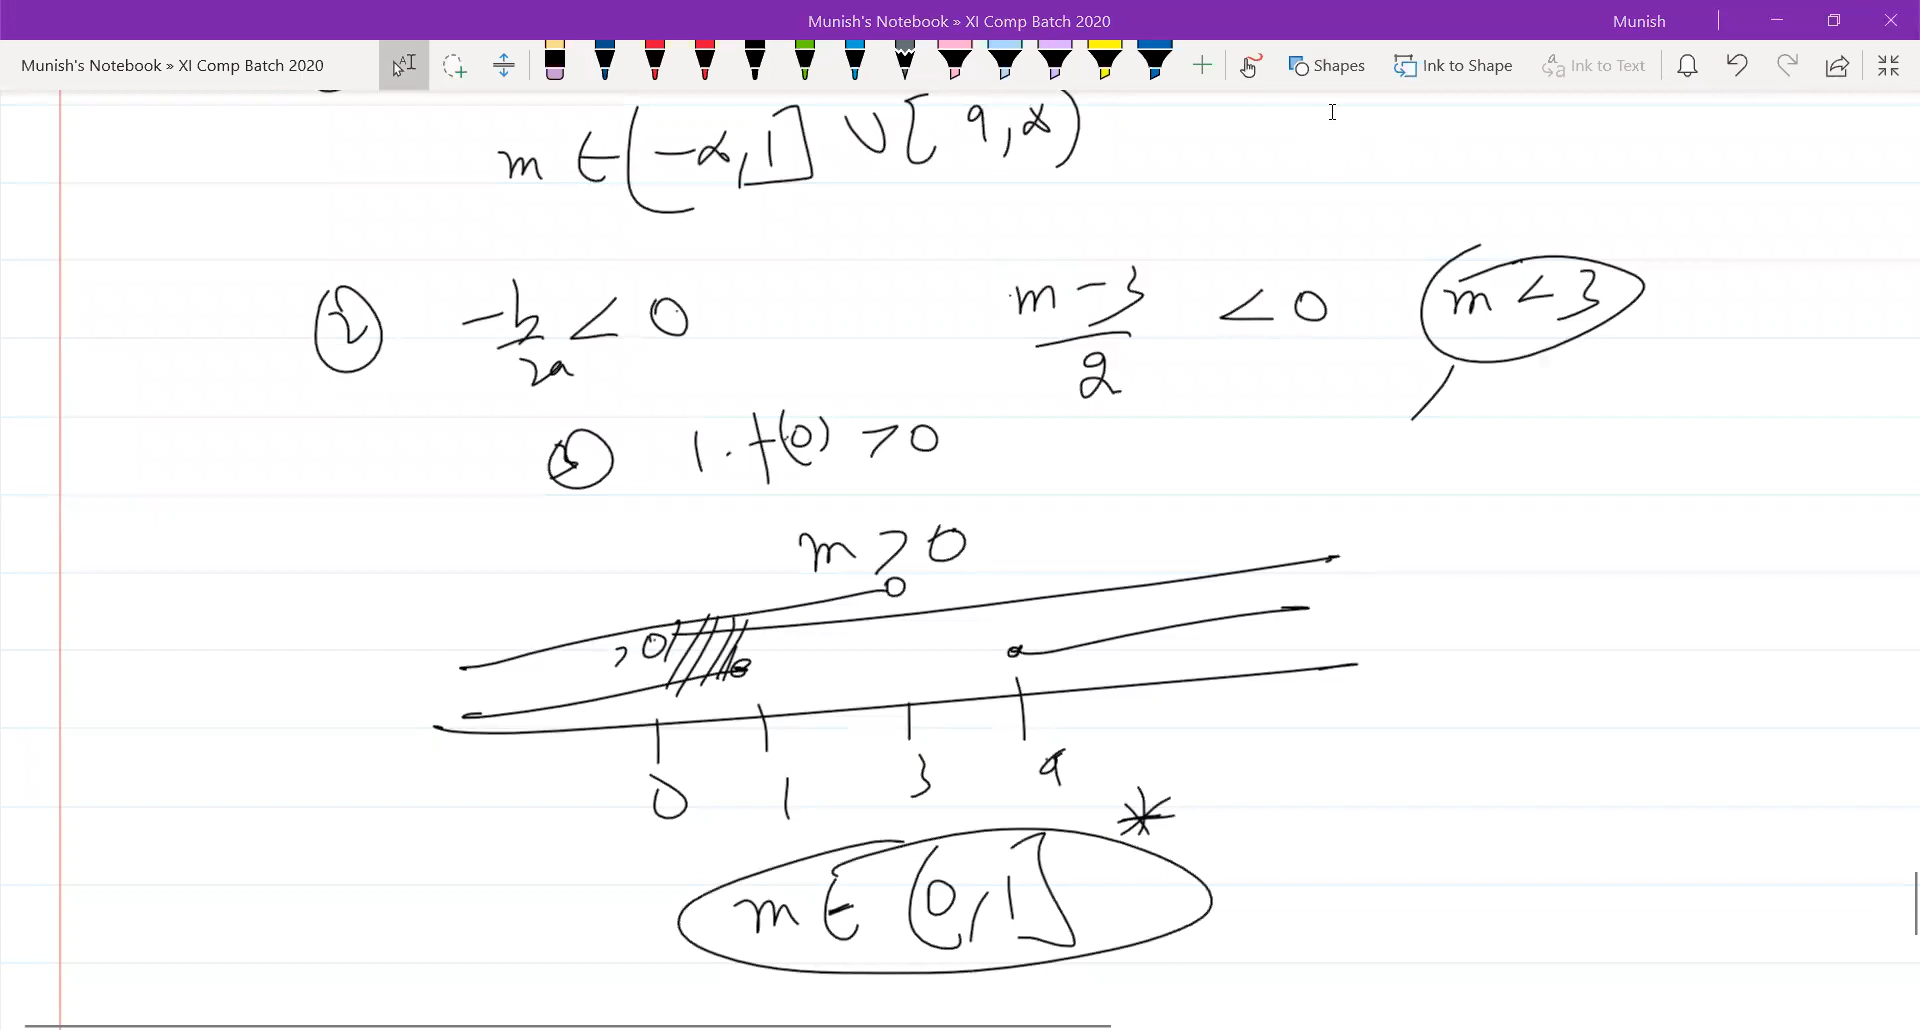 Munish's Notebook » XI Comp Batch 2020
Munish
Munish's Notebook » XI Comp Batch 2020
Shapes
Ink to Shape
Ink to Text
m ∈ (-∞, 1] ∪ [9, ∞)
② -b/2a < 0 m-3/2 < 0 m < 3
③ 1 · f(0) > 0
m > 0
0 1 3 9
*
m ∈ (0, 1]